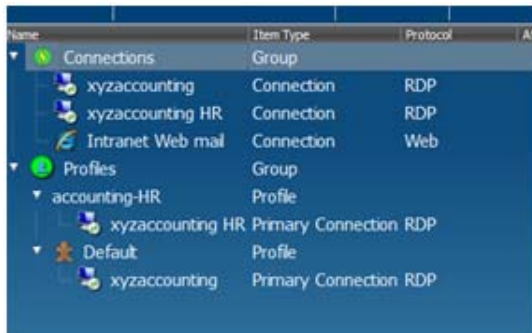 Name Item Type Protocol
Connections Group
xyzaccounting Connection RDP
xyzaccounting HR Connection RDP
Intranet Web mail Connection Web
Profiles Group
accounting-HR Profile
xyzaccounting HR Primary Connection RDP
Default Profile
xyzaccounting Primary Connection RDP